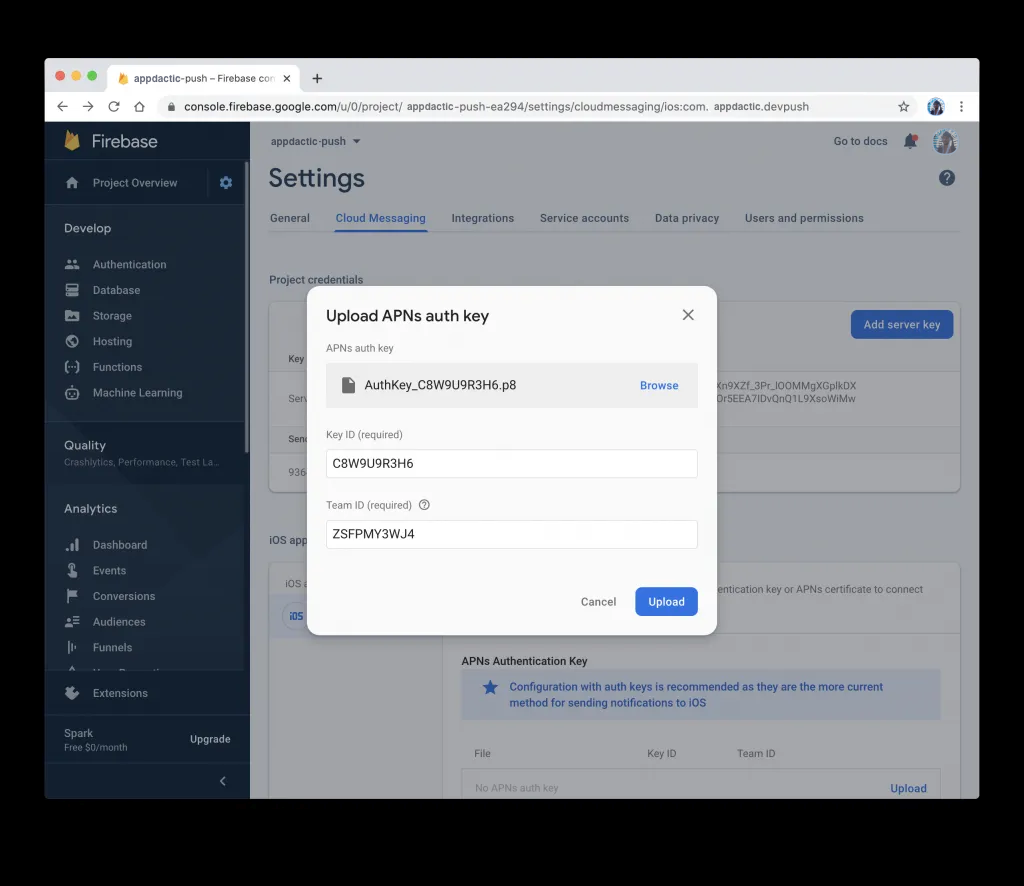 appdactic-push – Firebase con
console.firebase.google.com/u/0/project/ appdactic-push-ea294/settings/cloudmessaging/ios:com. appdactic.devpush
Firebase
appdactic-push
Go to docs
Project Overview
Settings
General Cloud Messaging Integrations Service accounts Data privacy Users and permissions
Develop
Authentication
Database
Storage
Hosting
Functions
Machine Learning
Quality
Crashlytics, Performance, Test La...
Analytics
Dashboard
Events
Conversions
Audiences
Funnels
Extensions
Spark
Free $0/month
Upgrade
Project credentials
Add server key
Key
Serv
Kn9XZf_3Pr_IOOMMgXGplkDX
Or5EEA7IDvQnQ1L9XsoWiMw
Send
936
Upload APNs auth key
APNs auth key
AuthKey_C8W9U9R3H6.p8
Browse
Key ID (required)
C8W9U9R3H6
Team ID (required)
ZSFPMY3WJ4
Cancel
Upload
iOS app
iOS a
iOS
entication key or APNs certificate to connect
APNs Authentication Key
Configuration with auth keys is recommended as they are the more current
method for sending notifications to iOS
File Key ID Team ID
No APNs auth key
Upload